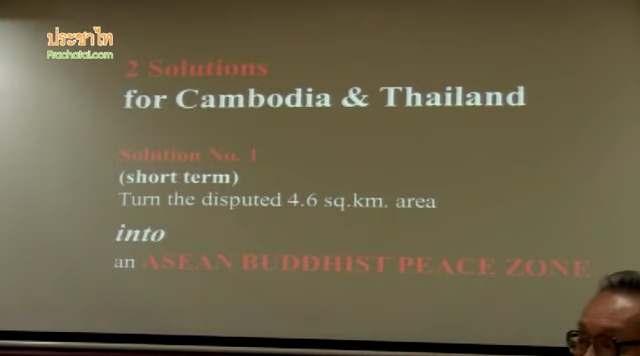 ประชาไท
Prachatai.com
2 Solutions
for Cambodia & Thailand
Solution No. 1
(short term)
Turn the disputed 4.6 sq.km. area
into
an ASEAN BUDDHIST PEACE ZONE